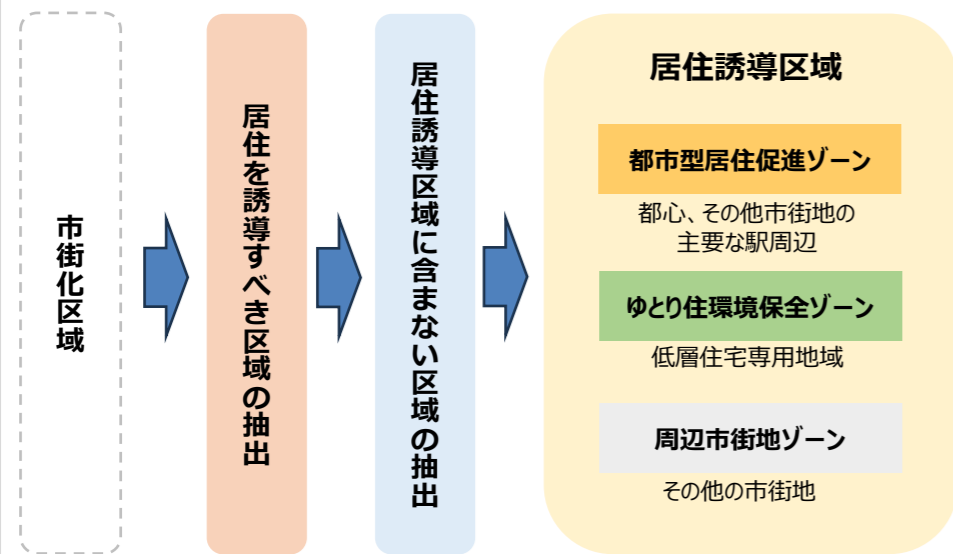 市街化区域
居住を誘導すべき区域の抽出
居住誘導区域に含まない区域の抽出
居住誘導区域
都市型居住促進ゾーン
都心、その他市街地の
主要な駅周辺
ゆとり住環境保全ゾーン
低層住宅専用地域
周辺市街地ゾーン
その他の市街地